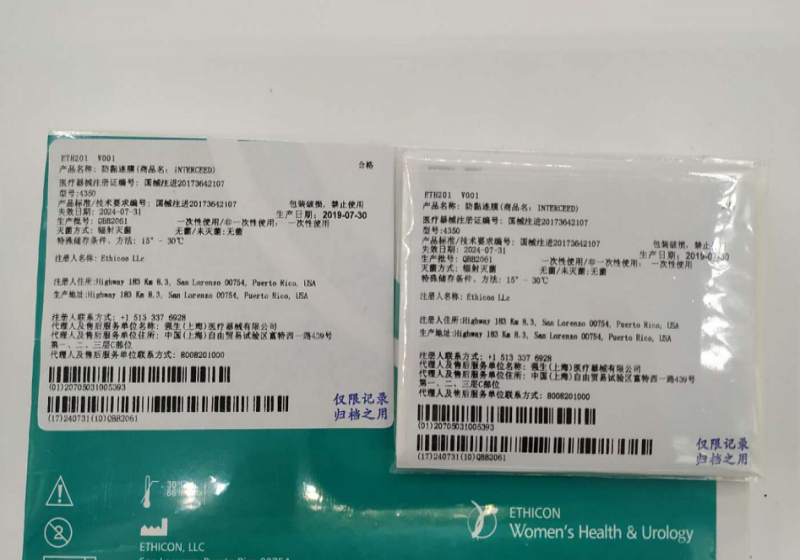 ETH201 V001
合格
产品名称: 防黏连膜(商品名: INTERCEED)
医疗器械注册证编号: 国械注进20173642107
型号:4350
产品标准/技术要求编号: 国械注进20173642107
包装破损, 禁止使用
失效日期: 2024-07-31
生产日期: 2019-07-30
生产批号: QBB2061
一次性使用/非一次性使用: 一次性使用
灭菌方式: 辐射灭菌
无菌/未灭菌:无菌
特殊储存条件、方法: 15° - 30℃
注册人名称: Ethicon LLc
注册人住所:Highway 183 Km 8.3, San Lorenzo 00754, Puerto Rico, USA
生产地址:Highway 183 Km 8.3, San Lorenzo 00754, Puerto Rico, USA
注册人联系方式: +1 513 337 6928
代理人及售后服务单位名称: 强生(上海)医疗器械有限公司
代理人及售后服务单位住所: 中国(上海)自由贸易试验区富特西一路439号
第一、二、三层C部位
代理人及售后服务单位联系方式: 8008201000
(01)20705031005393
(17)240731(10)QBB2061
仅限记录
归档之用
ETH201 V001
产品名称: 防黏连膜(商品名: INTERCEED)
医疗器械注册证编号: 国械注进20173642107
型号:4350
产品标准/技术要求编号: 国械注进20173642107
包装破损, 禁止
失效日期: 2024-07-31
生产日期: 2019-07-30
生产批号: QBB2061
一次性使用/非一次性使用: 一次性使用
灭菌方式: 辐射灭菌
无菌/未灭菌:无菌
特殊储存条件、方法: 15° - 30℃
注册人名称: Ethicon LLc
注册人住所:Highway 183 Km 8.3, San Lorenzo 00754, Puerto Rico, USA
生产地址:Highway 183 Km 8.3, San Lorenzo 00754, Puerto Rico, USA
注册人联系方式: +1 513 337 6928
代理人及售后服务单位名称: 强生(上海)医疗器械有限公司
代理人及售后服务单位住所: 中国(上海)自由贸易试验区富特西一路439号
第一、二、三层C部位
代理人及售后服务单位联系方式: 8008201000
(01)20705031005393
(17)240731(10)QBB2061
仅限记录
归档之用
ETHICON
Women's Health & Urology
ETHICON, LLC